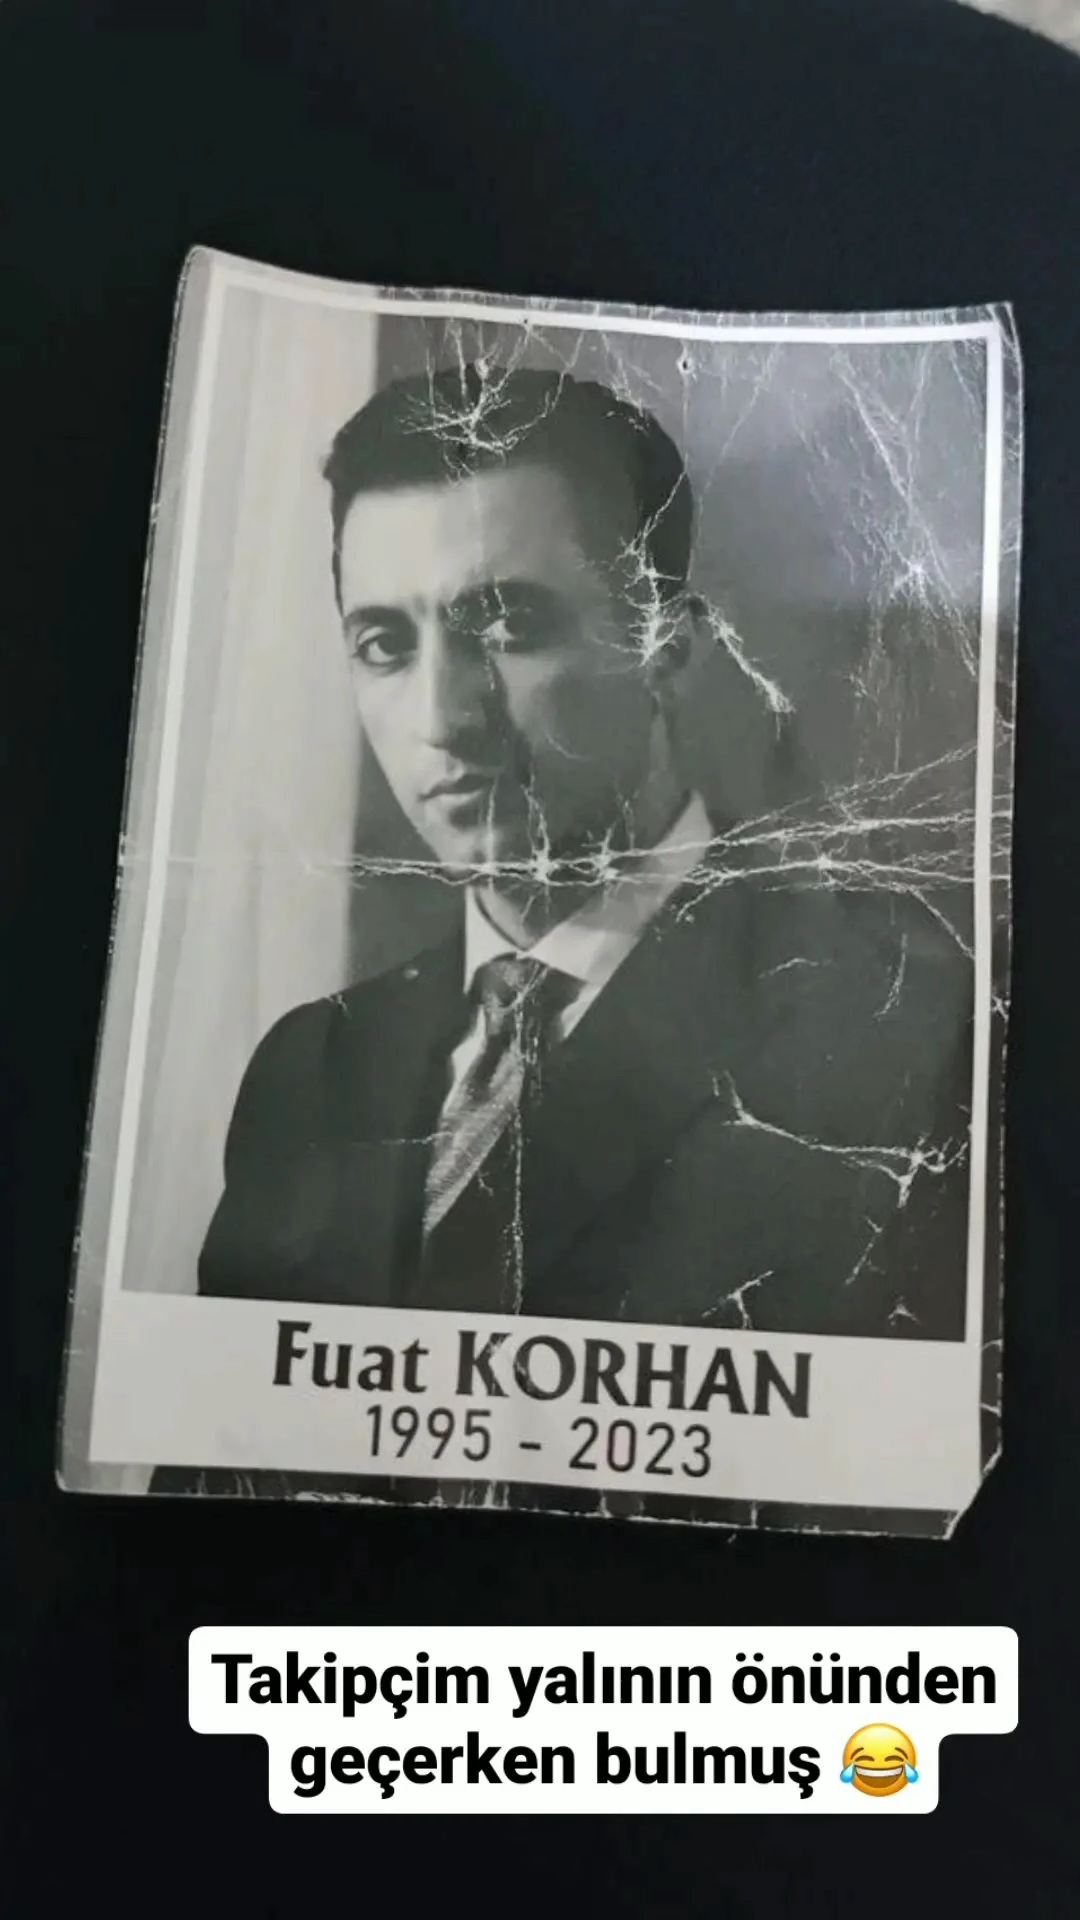 Fuat KORHAN
1995 - 2023
Takipçim yalının önünden
geçerken bulmuş 😂